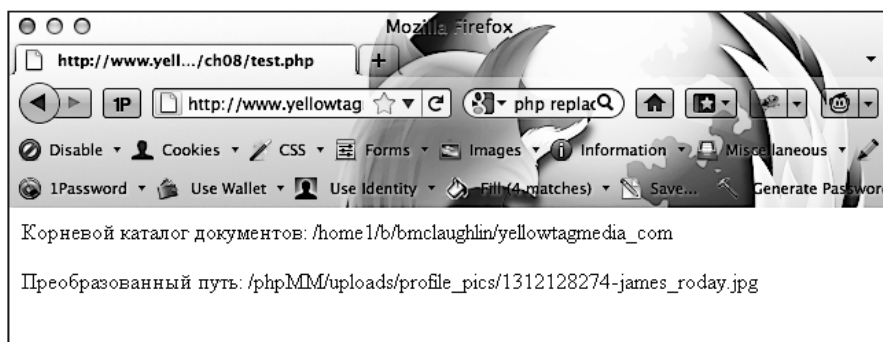 Mozilla Firefox
http://www.yell.../ch08/test.php
1P http://www.yellowtag php replac
Disable Cookies CSS Forms Images Information Miscellaneous
1Password Use Wallet Use Identity Fill (4 matches) Save... Generate Passwor
Корневой каталог документов: /home1/b/bmclaughlin/yellowtagmedia_com
Преобразованный путь: /phpMM/uploads/profile_pics/1312128274-james_roday.jpg